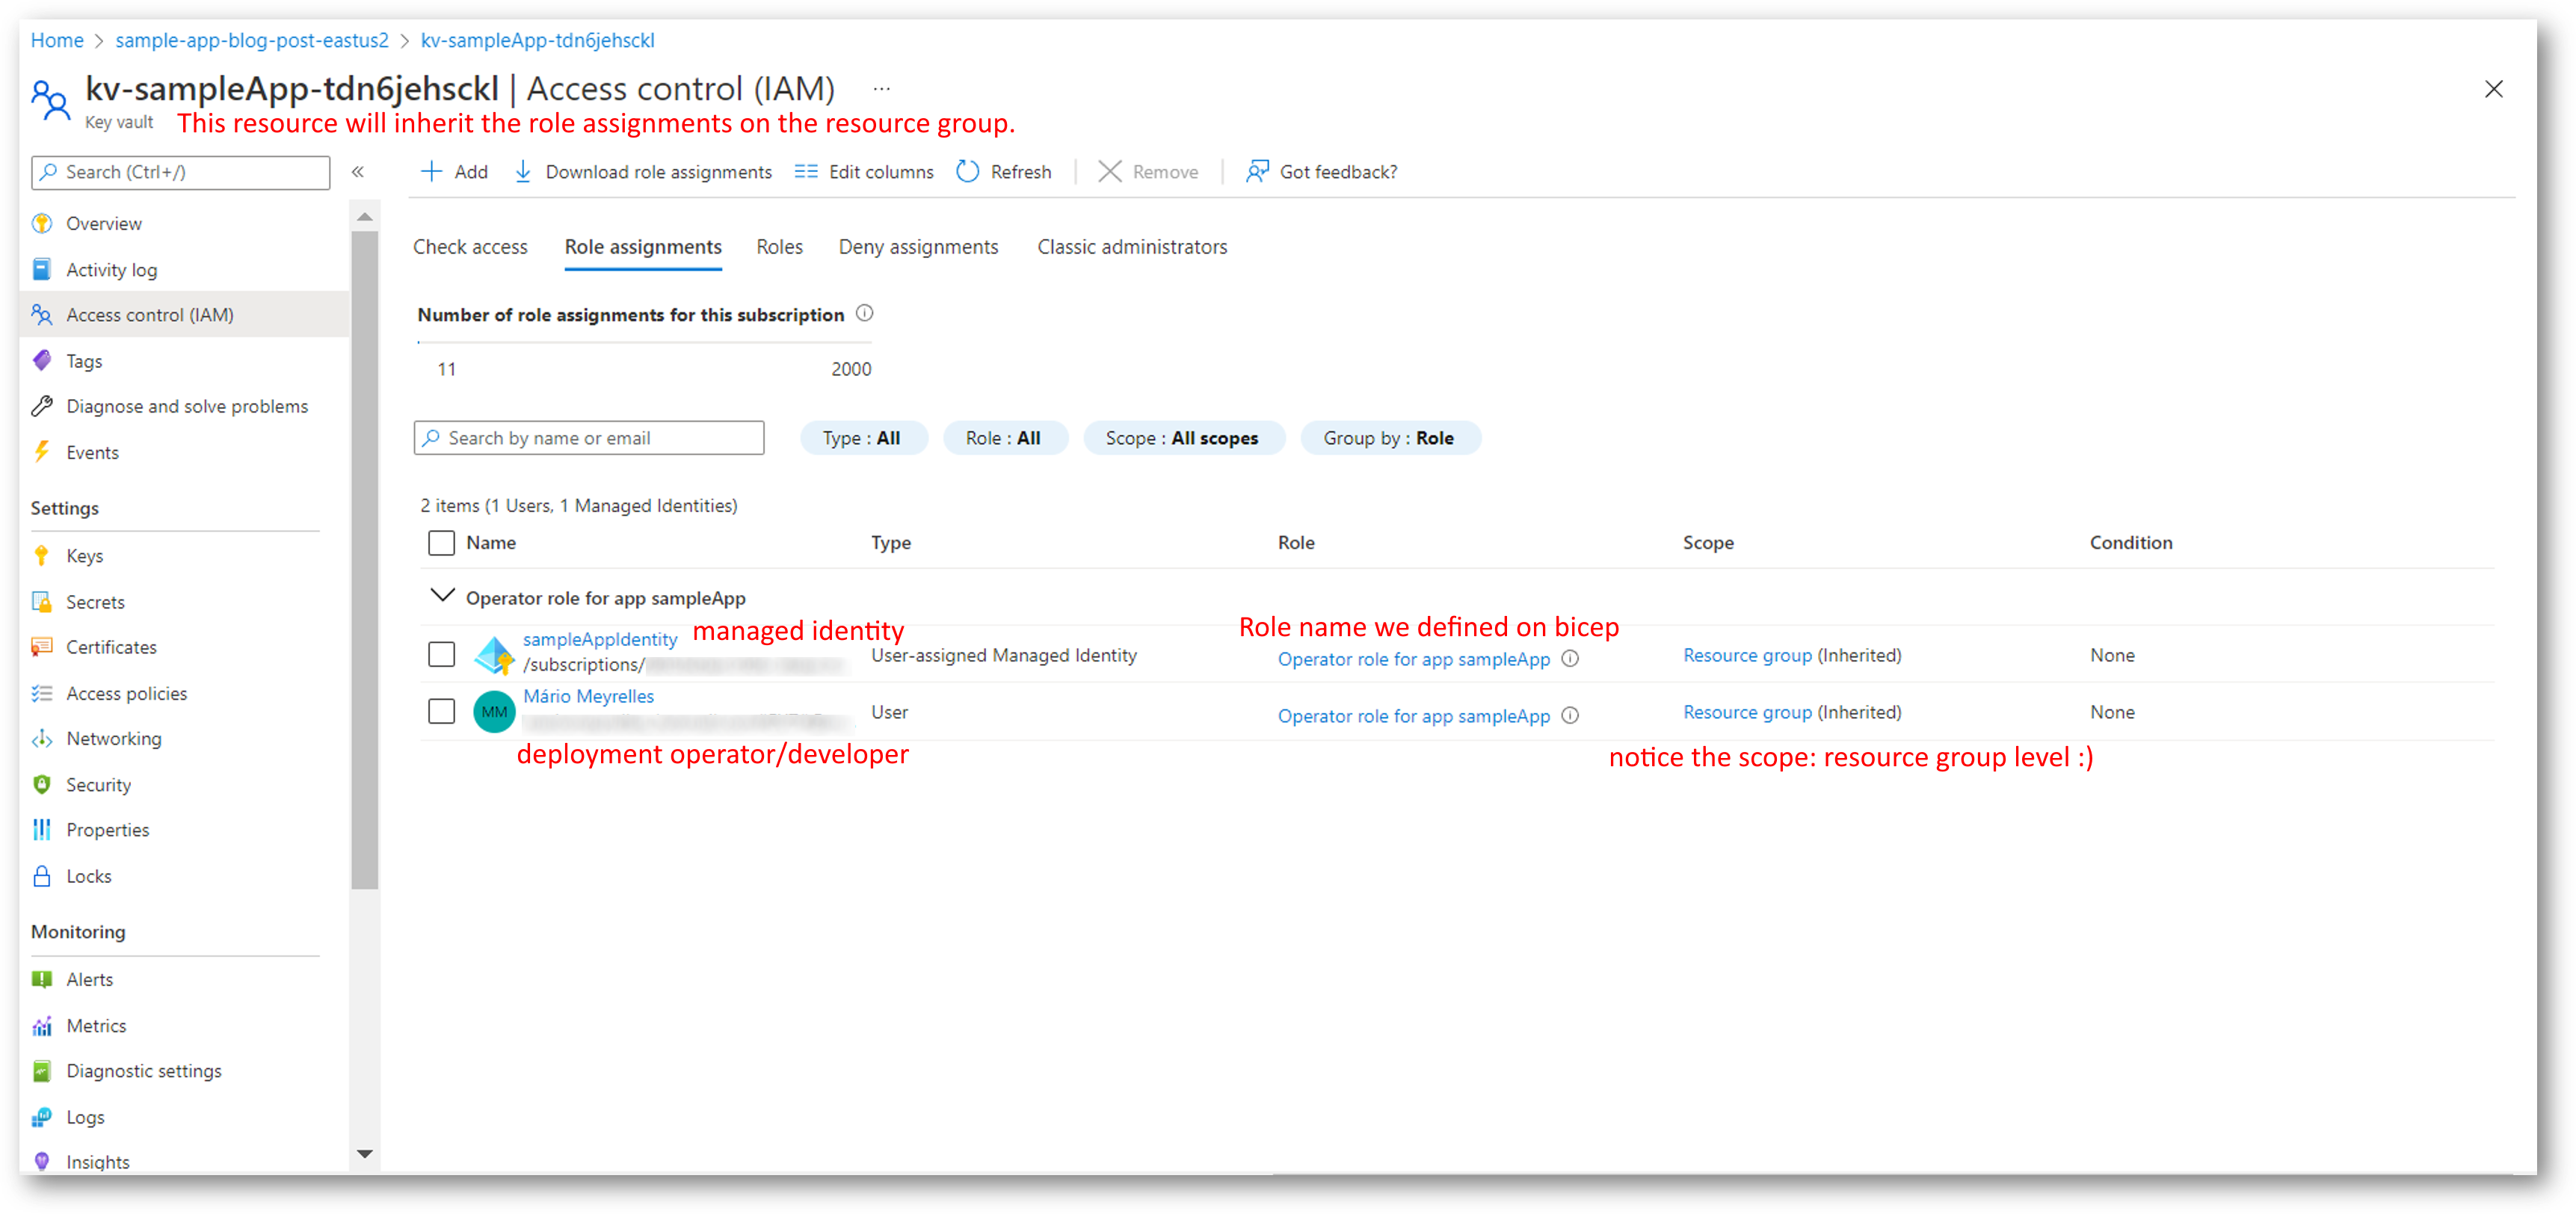 Home > sample-app-blog-post-eastus2 > kv-sampleApp-tdn6jehsckl
kv-sampleApp-tdn6jehsckl | Access control (IAM) ...
Key vault This resource will inherit the role assignments on the resource group.
Search (Ctrl+/) «
Add Download role assignments Edit columns Refresh Remove Got feedback?
Overview
Activity log
Access control (IAM)
Tags
Diagnose and solve problems
Events
Settings
Keys
Secrets
Certificates
Access policies
Networking
Security
Properties
Locks
Monitoring
Alerts
Metrics
Diagnostic settings
Logs
Insights
Check access Role assignments Roles Deny assignments Classic administrators
Number of role assignments for this subscription
11 2000
Search by name or email Type : All Role : All Scope : All scopes Group by : Role
2 items (1 Users, 1 Managed Identities)
Name Type Role Scope Condition
Operator role for app sampleApp
managed identity Role name we defined on bicep
sampleAppIdentity
/subscriptions/ User-assigned Managed Identity Operator role for app sampleApp Resource group (Inherited) None
Mário Meyrelles
MM User Operator role for app sampleApp Resource group (Inherited) None
deployment operator/developer notice the scope: resource group level :)